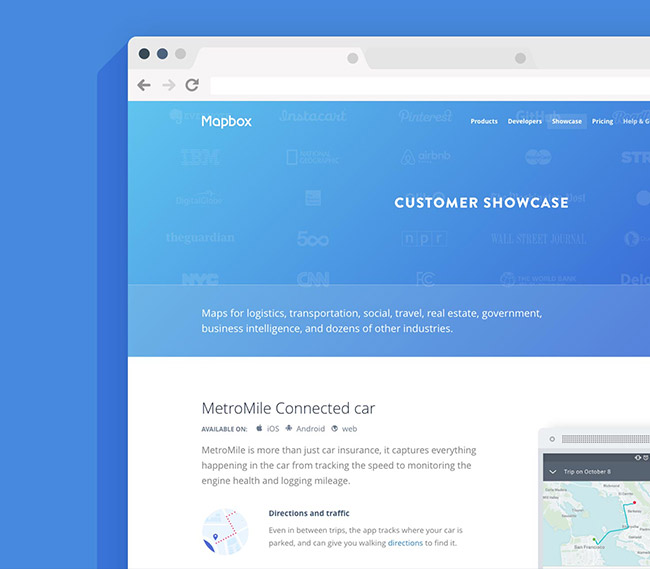 Instacart
Pinterest
GitHub
Mapbox
Products Developers Showcase Pricing Help & G
IBM
NATIONAL GEOGRAPHIC
airbnb
STR
DigitalGlobe
CUSTOMER SHOWCASE
theguardian
500
npr
WALL STREET JOURNAL
NYC
CNN
FCC
THE WORLD BANK
Deloi
Maps for logistics, transportation, social, travel, real estate, government,
business intelligence, and dozens of other industries.
MetroMile Connected car
AVAILABLE ON: iOS Android web
MetroMile is more than just car insurance, it captures everything
happening in the car from tracking the speed to monitoring the
engine health and logging mileage.
Trip on October 8
Directions and traffic
Even in between trips, the app tracks where your car is
parked, and can give you walking directions to find it.
San Francisco